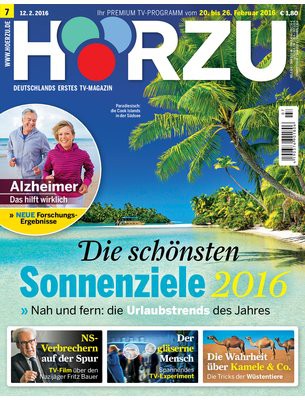 7
12.2.2016
Ihr PREMIUM TV-PROGRAMM vom 20. bis 26. Februar 2016
€ 1,80
WWW.HOERZU.DE
HÖRZU
DEUTSCHLANDS ERSTES TV-MAGAZIN
Paradiesisch:
die Cook Islands
in der Südsee
Alzheimer
Das hilft wirklich
» NEUE Forschungs-
Ergebnisse
Die schönsten
Sonnenziele 2016
» Nah und fern: die Urlaubstrends des Jahres
NS-
Verbrechern
auf der Spur
TV-Film über den
Nazijäger Fritz Bauer
Der
gläserne
Mensch
Spannendes
TV-Experiment
Die Wahrheit
über Kamele & Co.
Die Tricks der Wüstentiere